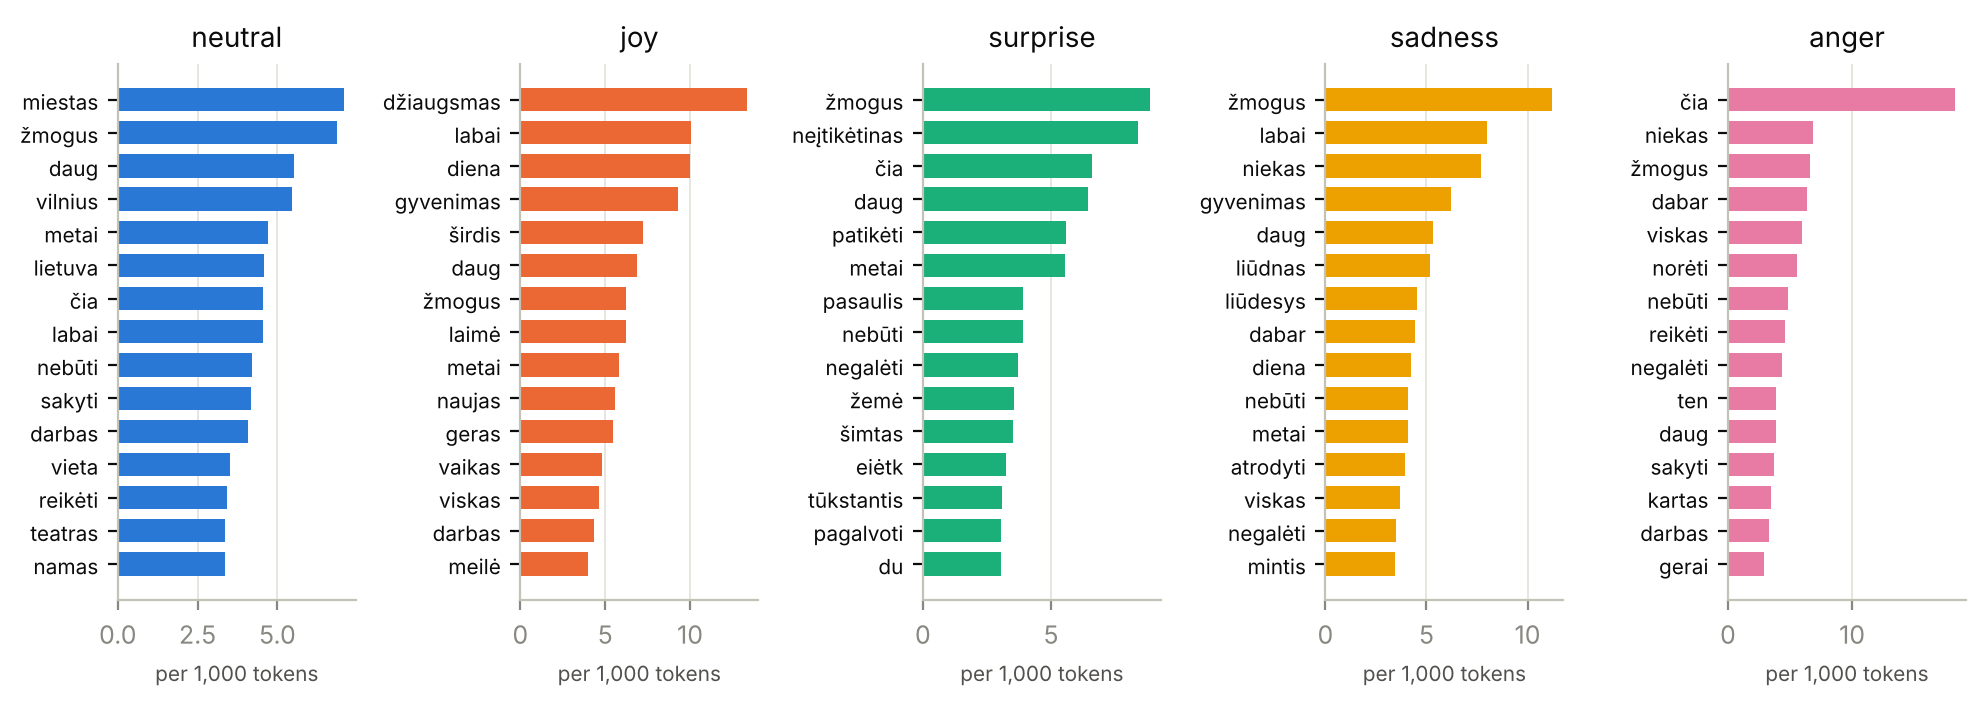 neutral
miestas
žmogus
daug
vilnius
metai
lietuva
čia
labai
nebūti
sakyti
darbas
vieta
reikėti
teatras
namas
0.0 2.5 5.0
per 1,000 tokens
joy
džiaugsmas
labai
diena
gyvenimas
širdis
daug
žmogus
laimė
metai
naujas
geras
vaikas
viskas
darbas
meilė
0 5 10
per 1,000 tokens
surprise
žmogus
neįtikėtinas
čia
daug
patikėti
metai
pasaulis
nebūti
negalėti
žemė
šimtas
eiėtk
tūkstantis
pagalvoti
du
0 5
per 1,000 tokens
sadness
žmogus
labai
niekas
gyvenimas
daug
liūdnas
liūdesys
dabar
diena
nebūti
metai
atrodyti
viskas
negalėti
mintis
0 5 10
per 1,000 tokens
anger
čia
niekas
žmogus
dabar
viskas
norėti
nebūti
reikėti
negalėti
ten
daug
sakyti
kartas
darbas
gerai
0 10
per 1,000 tokens